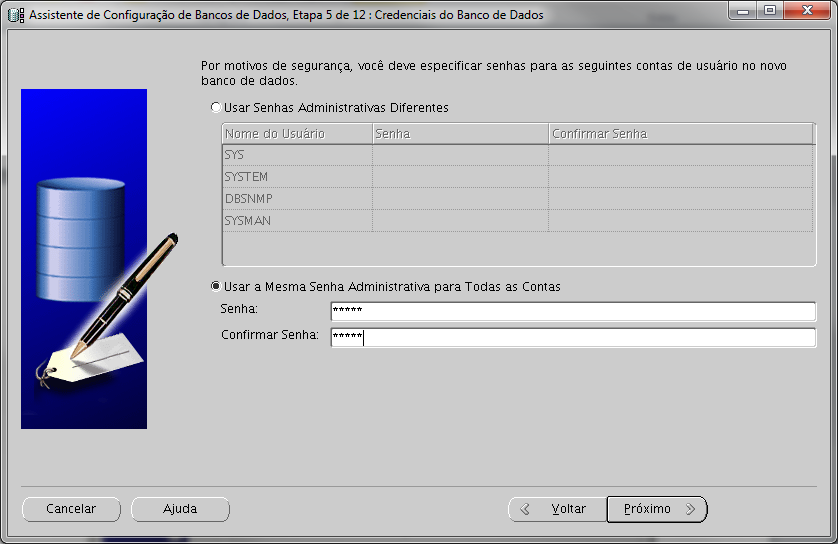 Assistente de Configuração de Bancos de Dados, Etapa 5 de 12 : Credenciais do Banco de Dados
Por motivos de segurança, você deve especificar senhas para as seguintes contas de usuário no novo
banco de dados.
Usar Senhas Administrativas Diferentes
Nome do Usuário Senha Confirmar Senha
SYS
SYSTEM
DBSNMP
SYSMAN
Usar a Mesma Senha Administrativa para Todas as Contas
Senha: *****
Confirmar Senha: *****
Cancelar Ajuda Voltar Próximo